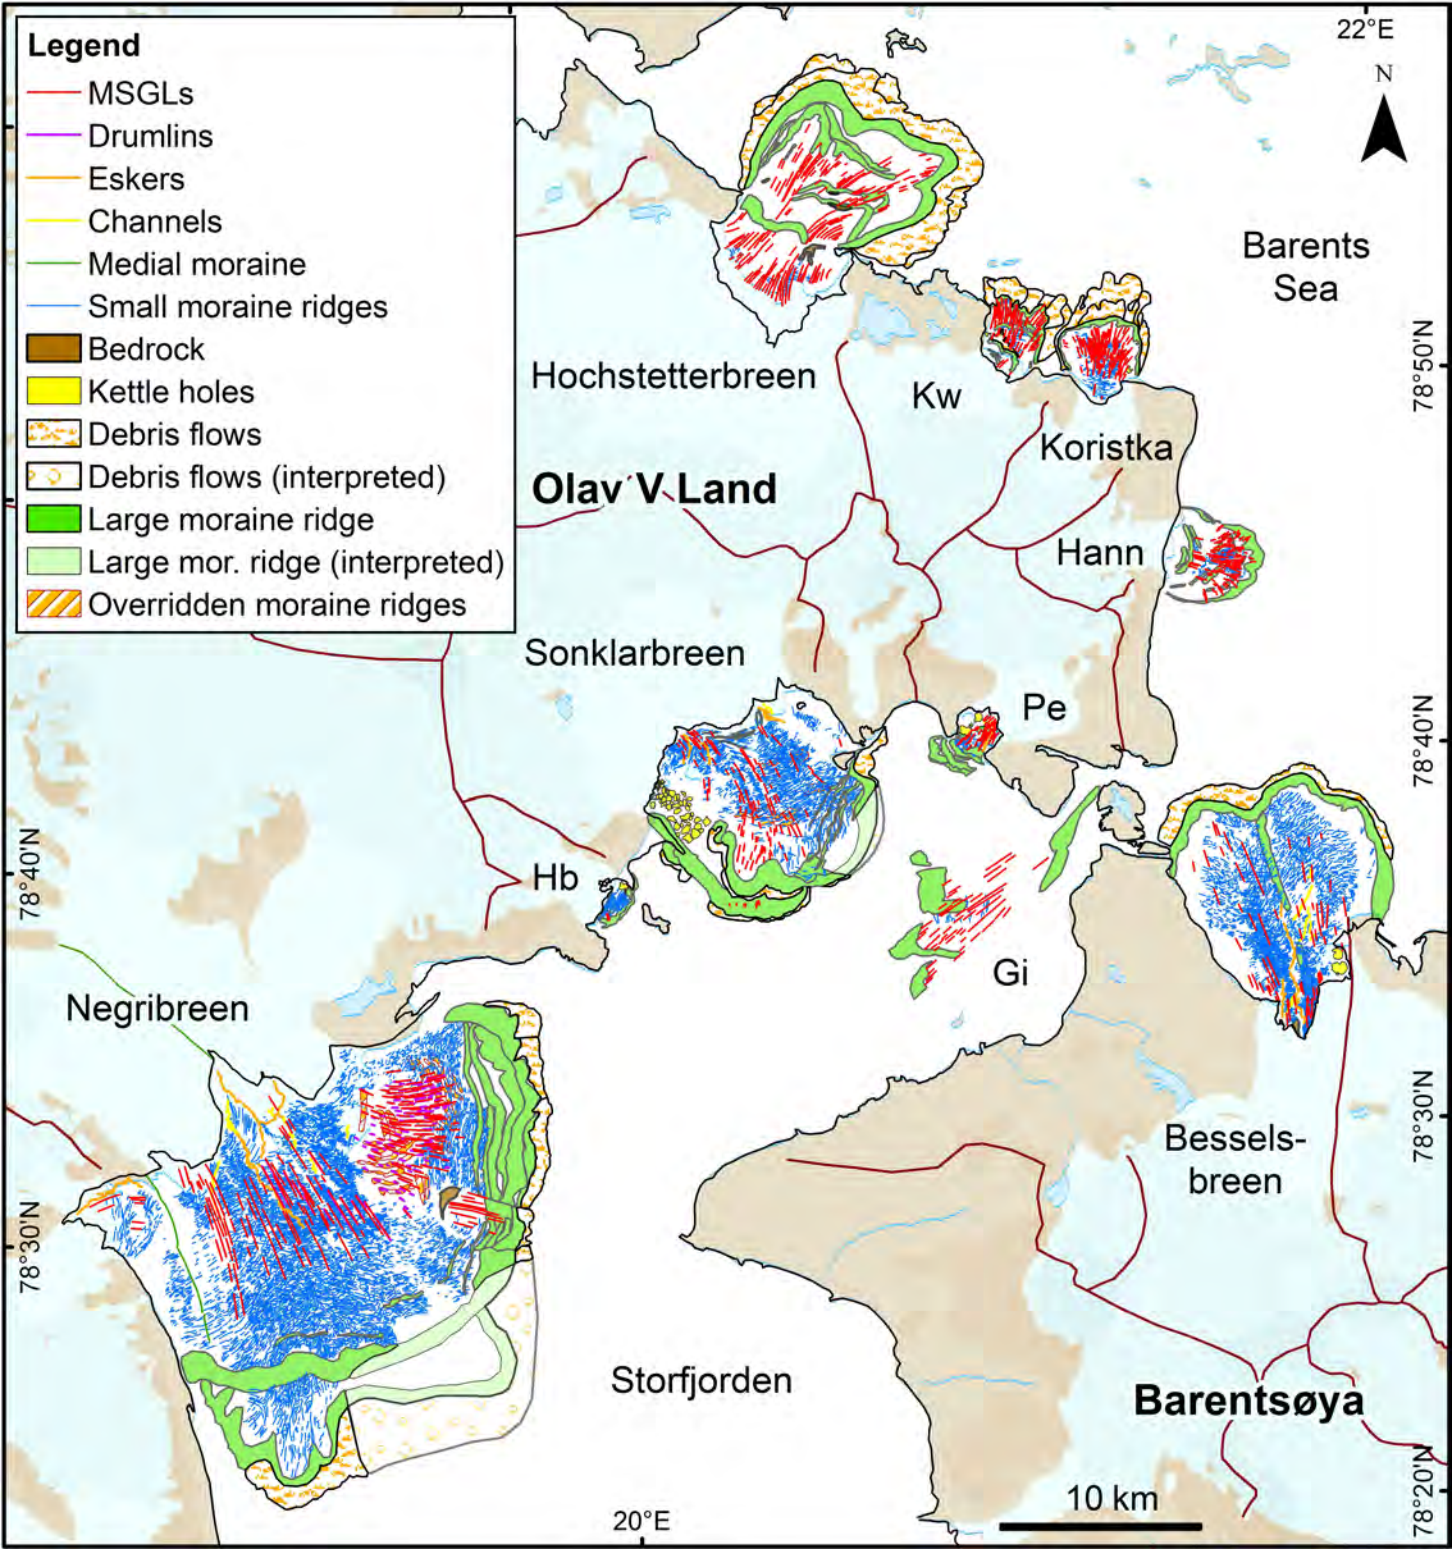 Legend
MSGLs
Drumlins
Eskers
Channels
Medial moraine
Small moraine ridges
Bedrock
Kettle holes
Debris flows
Debris flows (interpreted)
Large moraine ridge
Large mor. ridge (interpreted)
Overridden moraine ridges
22°E
N
Barents
Sea
78°50'N
Hochstetterbreen
Kw
Koristka
Olav V Land
Hann
Sonklarbreen
Pe
78°40'N
78°40'N
Hb
Gi
Negribreen
78°30'N
Bessels-
breen
78°30'N
Storfjorden
Barentsøya
78°20'N
10 km
20°E